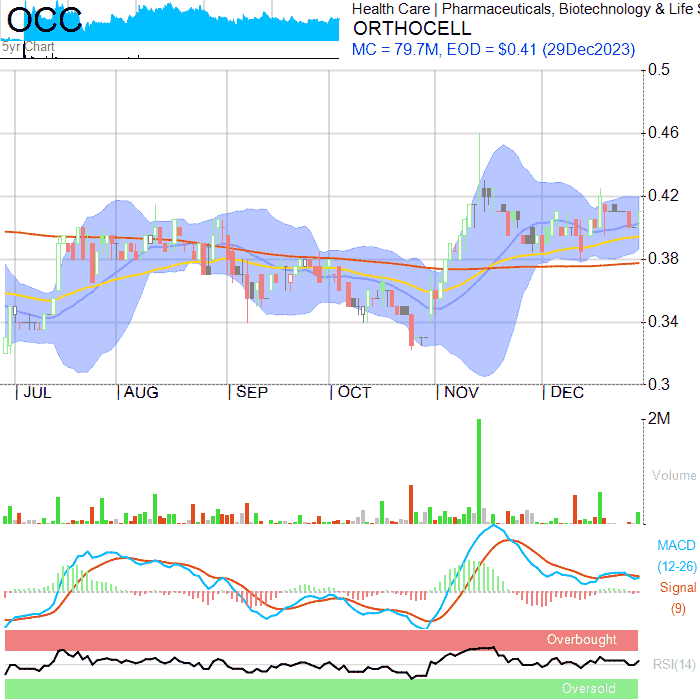 OCC
5yr Chart
Health Care | Pharmaceuticals, Biotechnology & Life S
ORTHOCELL
MC = 79.7M, EOD = $0.41 (29Dec2023)
0.5
0.46
0.42
0.38
0.34
0.3
JUL AUG SEP OCT NOV DEC
2M
Volume
MACD
(12-26)
Signal
(9)
Overbought
RSI(14)
Oversold